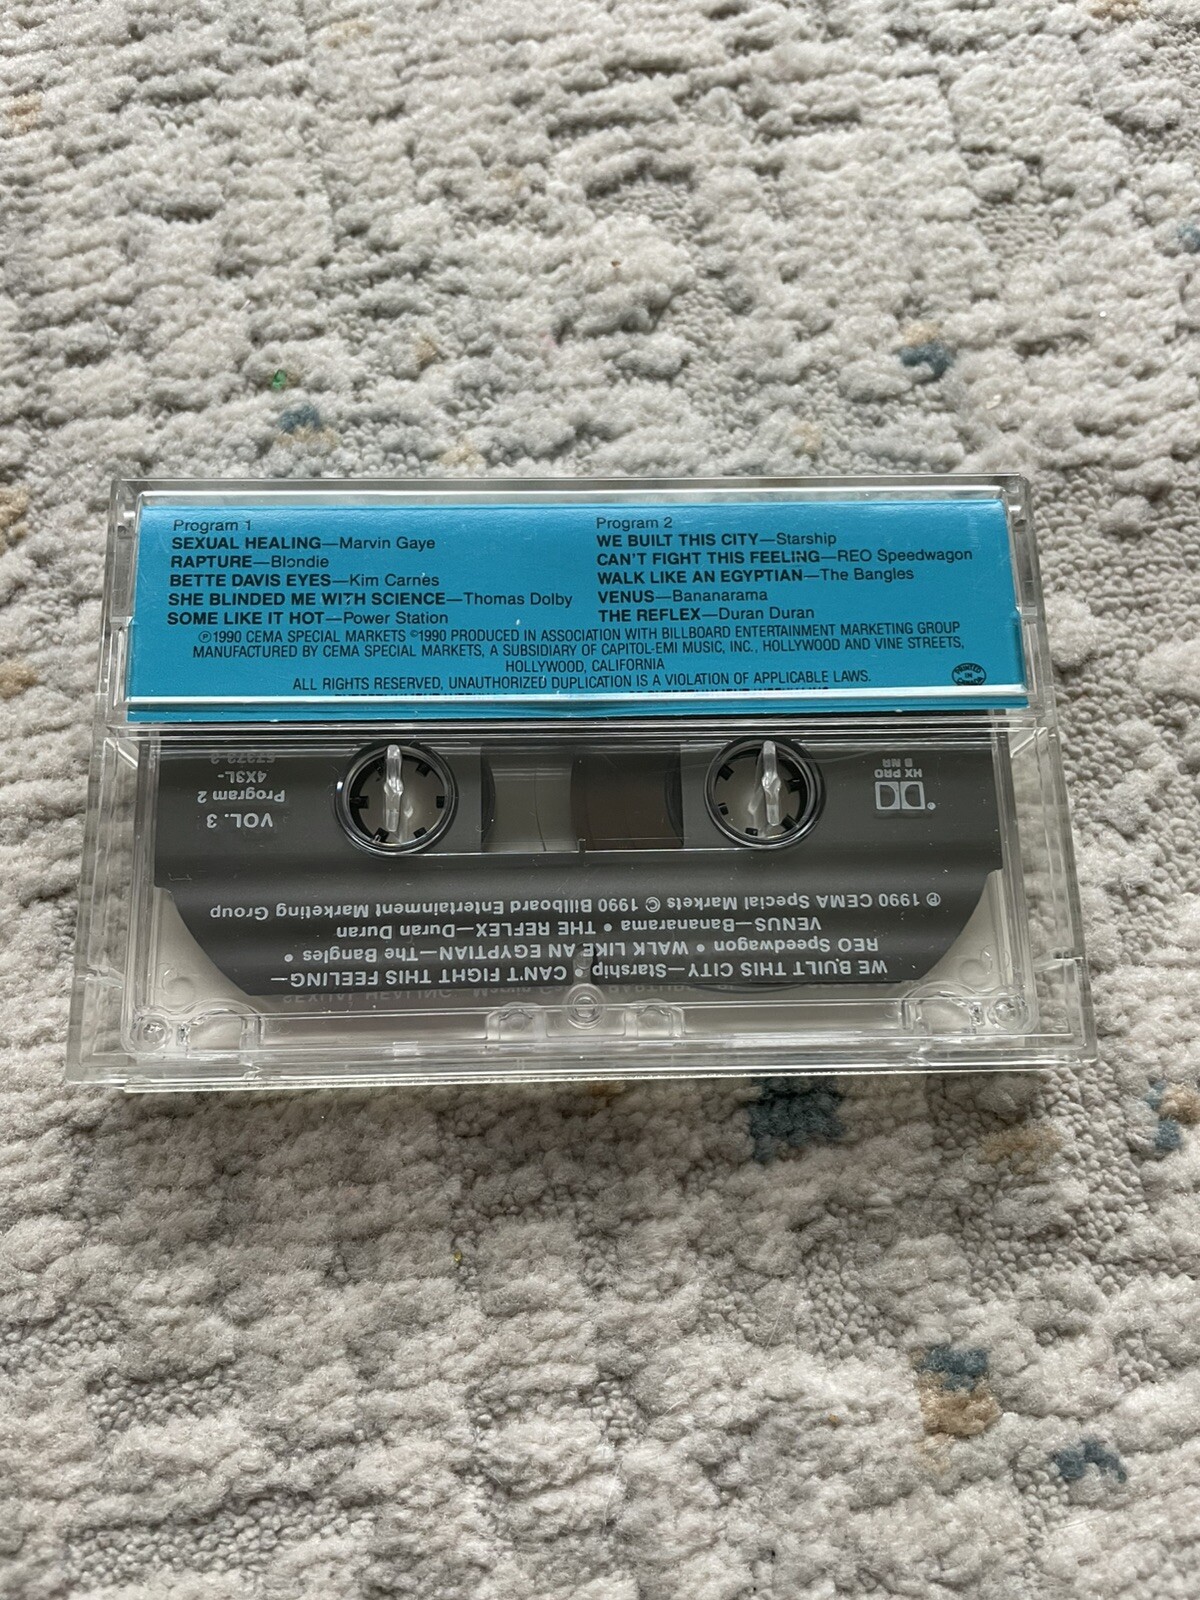 Program 1
SEXUAL HEALING—Marvin Gaye
RAPTURE—Blondie
BETTE DAVIS EYES—Kim Carnes
SHE BLINDED ME WITH SCIENCE—Thomas Dolby
SOME LIKE IT HOT—Power Station
Program 2
WE BUILT THIS CITY—Starship
CAN'T FIGHT THIS FEELING—REO Speedwagon
WALK LIKE AN EGYPTIAN—The Bangles
VENUS—Bananarama
THE REFLEX—Duran Duran
℗1990 CEMA SPECIAL MARKETS ©1990 PRODUCED IN ASSOCIATION WITH BILLBOARD ENTERTAINMENT MARKETING GROUP
MANUFACTURED BY CEMA SPECIAL MARKETS, A SUBSIDIARY OF CAPITOL-EMI MUSIC, INC., HOLLYWOOD AND VINE STREETS,
HOLLYWOOD, CALIFORNIA
ALL RIGHTS RESERVED, UNAUTHORIZED DUPLICATION IS A VIOLATION OF APPLICABLE LAWS.
PRINTED
IN
WE BUILT THIS CITY—Starship • CAN'T FIGHT THIS FEELING—
REO Speedwagon • WALK LIKE AN EGYPTIAN—The Bangles •
VENUS—Bananarama • THE REFLEX—Duran Duran
℗ 1990 CEMA Special Markets © 1990 Billboard Entertainment Marketing Group
VOL. 3
Program 2
4X3L-
B NR
HX PRO